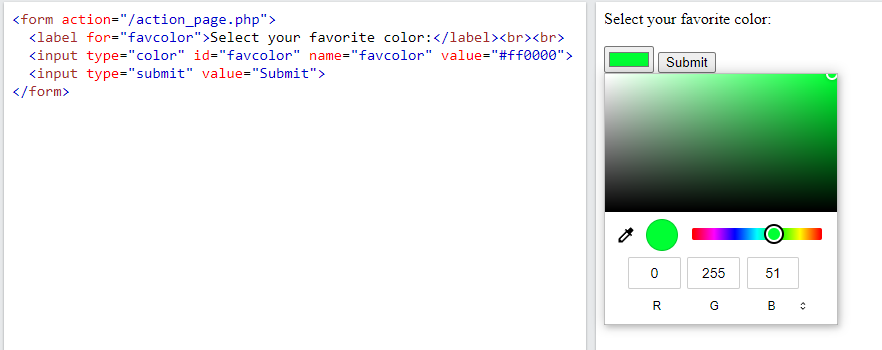 <form action="/action_page.php">
  <label for="favcolor">Select your favorite color:</label><br><br>
  <input type="color" id="favcolor" name="favcolor" value="#ff0000">
  <input type="submit" value="Submit">
</form>
Select your favorite color:
Submit
0 255 51
R G B